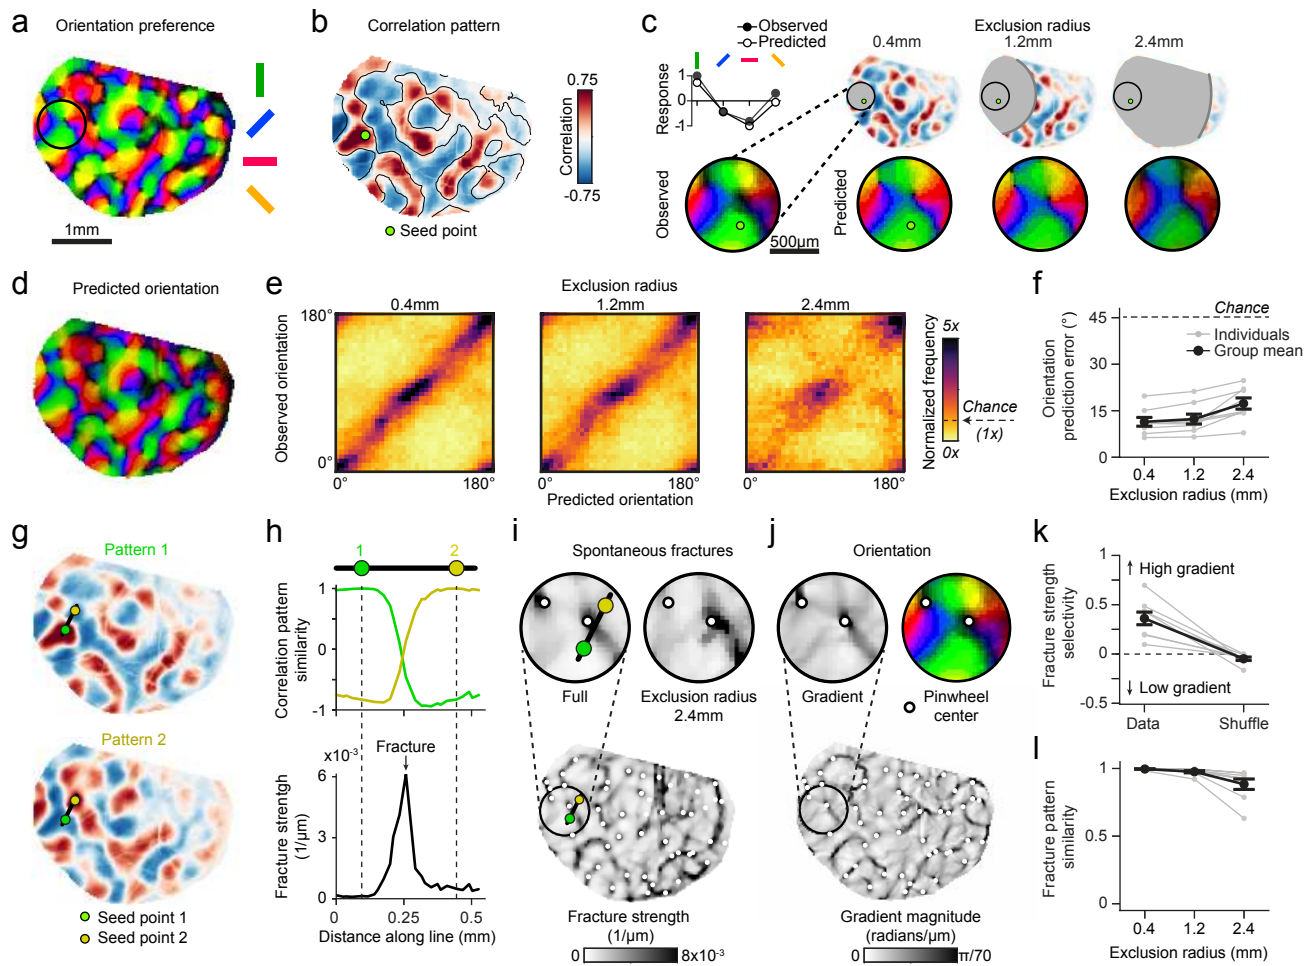 a
Orientation preference
1mm
b
Correlation pattern
0.75
Correlation
-0.75
Seed point
c
Observed
Predicted
Response
1
0
-1
Exclusion radius
0.4mm
1.2mm
2.4mm
Observed
500µm
Predicted
d
Predicted orientation
e
Exclusion radius
0.4mm
1.2mm
2.4mm
180°
Observed orientation
0°
0°
180°
0°
180°
0°
180°
Predicted orientation
Normalized frequency
5x
Chance
(1x)
0x
f
Chance
45
30
15
0
Orientation
prediction error (°)
Individuals
Group mean
0.4
1.2
2.4
Exclusion radius (mm)
g
Pattern 1
Pattern 2
Seed point 1
Seed point 2
h
1
2
Correlation pattern
similarity
1
0
-1
x10⁻³
Fracture
6
3
0
Fracture strentgh
(1/µm)
0
0.25
0.5
Distance along line (mm)
i
Spontaneous fractures
Full
Exclusion radius
2.4mm
Fracture strength
(1/µm)
0
8x10⁻³
j
Orientation
Gradient
Pinwheel
center
Gradient magnitude
(radians/µm)
0
π/70
k
Fracture strength
selectivity
1
0.5
0
-0.5
High gradient
Low gradient
Data
Shuffle
l
Fracture pattern
similarity
1
0.5
0
0.4
1.2
2.4
Exclusion radius (mm)